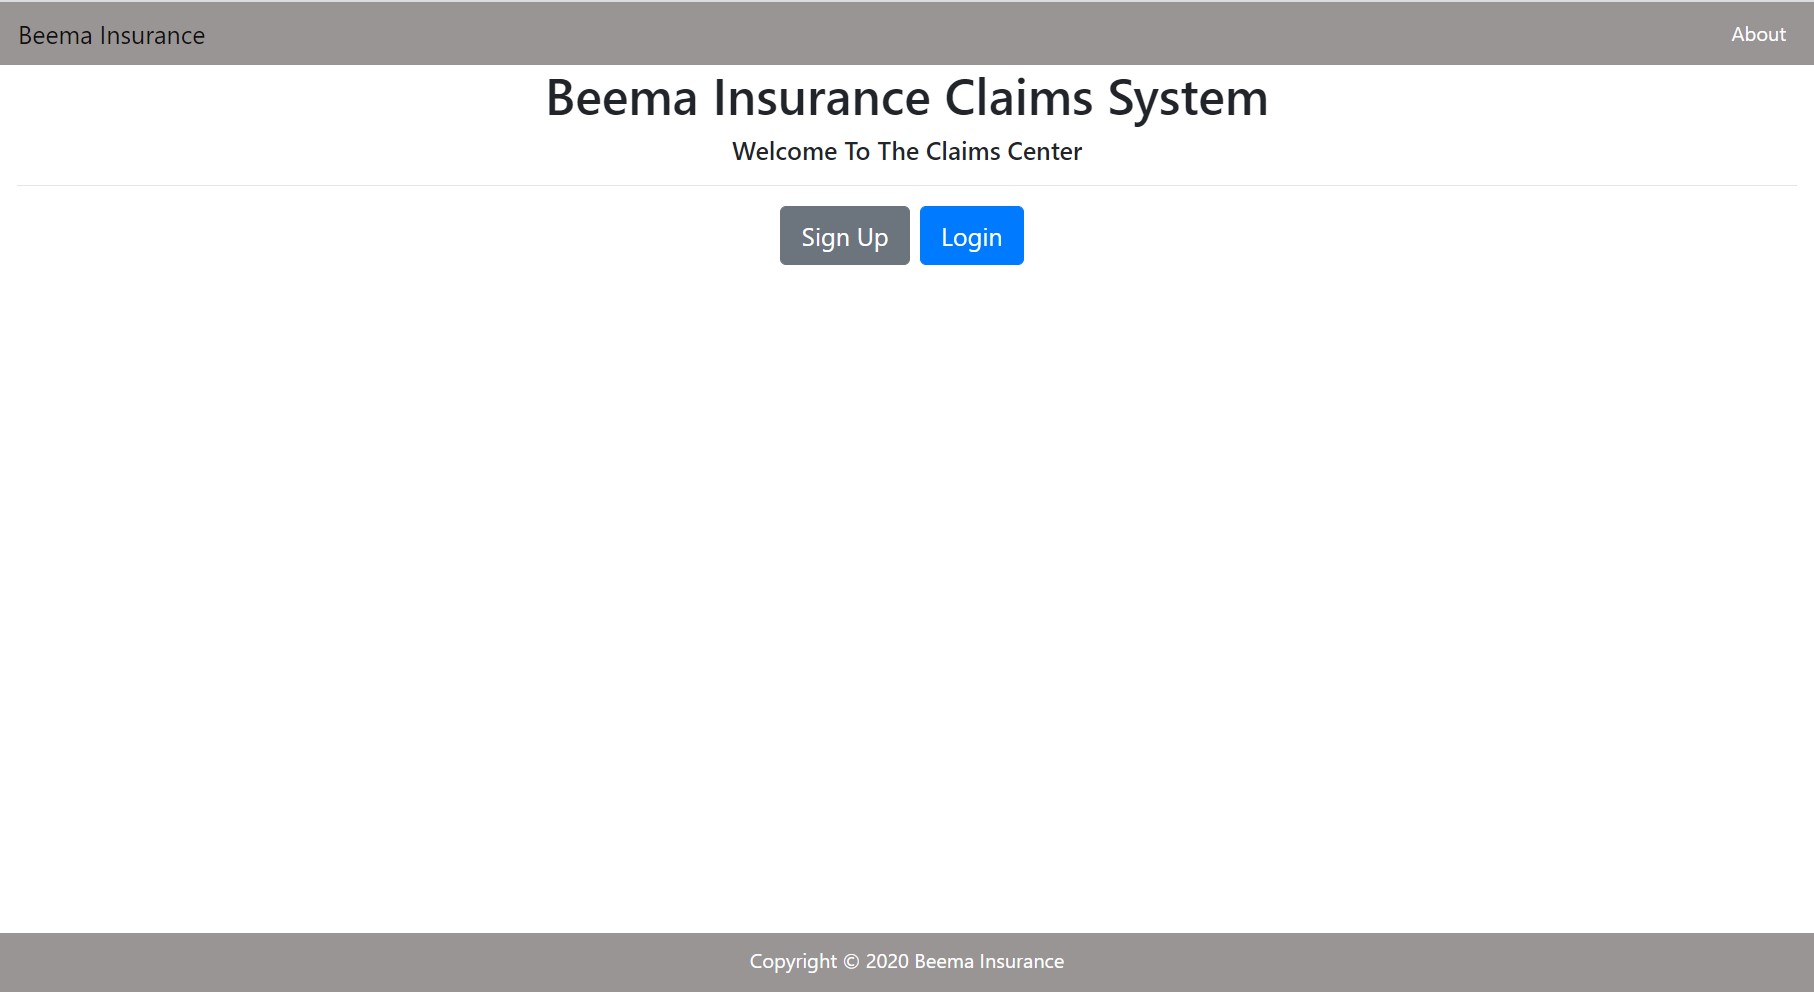 Beema Insurance
About
Beema Insurance Claims System
Welcome To The Claims Center
Sign Up
Login
Copyright © 2020 Beema Insurance